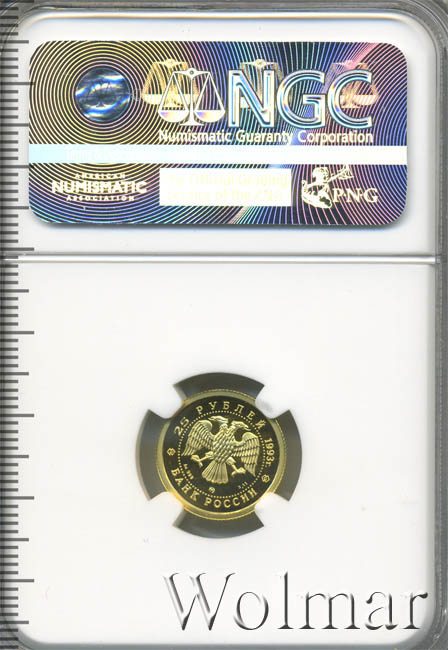 NGC
Numismatic Guaranty Corporation
AMERICAN
NUMISMATIC
ASSOCIATION
PNG
25 РУБЛЕЙ
1993г.
БАНК РОССИИ
Wolmar